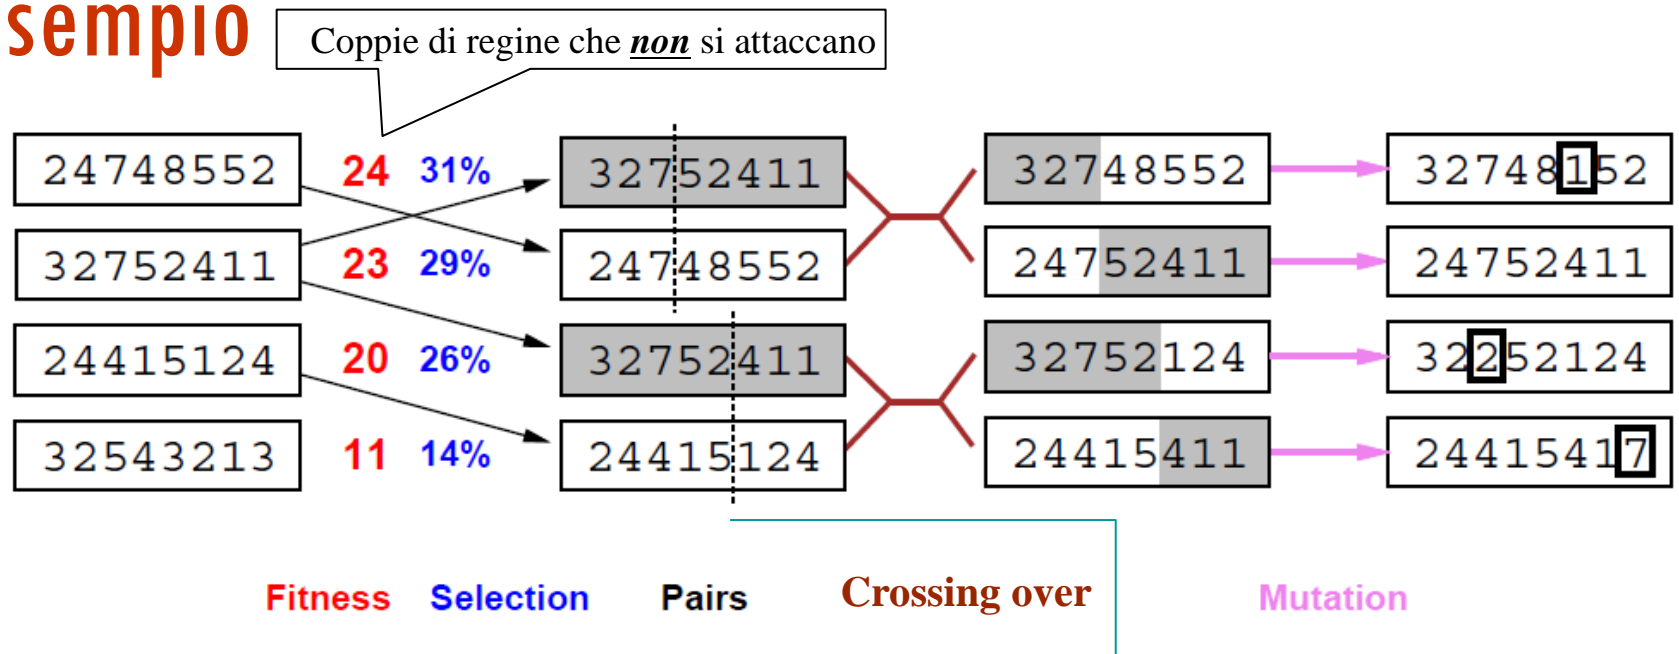 sempio
Coppie di regine che non si attaccano
24748552 24 31% 32752411 32748552 32748152
32752411 23 29% 24748552 24752411 24752411
24415124 20 26% 32752411 32752124 32252124
32543213 11 14% 24415124 24415411 24415417
Fitness Selection Pairs Crossing over Mutation